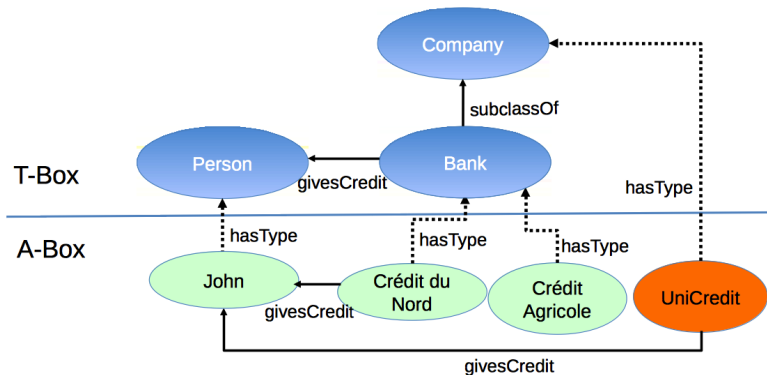 Company
subclassOf
Person
Bank
givesCredit
T-Box
hasType
A-Box
hasType
hasType
hasType
John
Crédit du
Nord
Crédit
Agricole
UniCredit
givesCredit
givesCredit